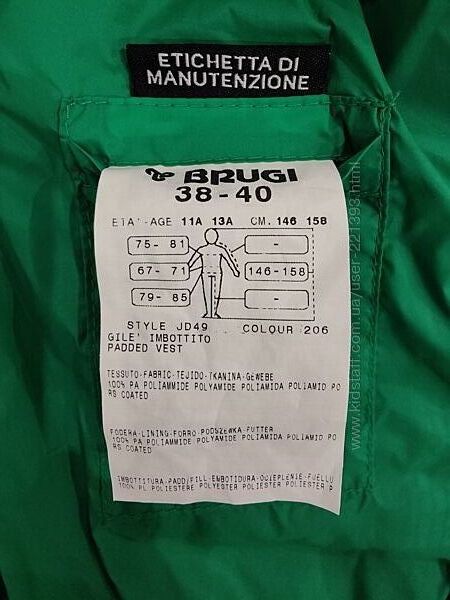 ETICHETTA DI
MANUTENZIONE
BRUGI
38-40
ETA'-AGE 11A 13A CM. 146 158
75- 81 -
67- 71 146-158
79- 85 -
STYLE JD49 COLOUR 206
GILE' IMBOTTITO
PADDED VEST
TESSUTO-FABRIC-TEJIDO-TKANINA-GEWEBE
100% PA POLIAMMIDE POLYAMIDE POLIAMIDA POLIAMID PO
RS COATED
FODERA-LINING-FORRO-PODSZEWKA-FUTTER
100% PA POLIAMMIDE POLYAMIDE POLIAMIDA POLIAMID PO
RS COATED
IMBOTTITURA-PADD/FILL-EMBOTIDURA-OCIEPLENIE-FUELLU
100% PL POLIESTERE POLYESTER POLIESTER POLIESTER P
www.kidstaff.com.ua/user-221393.html